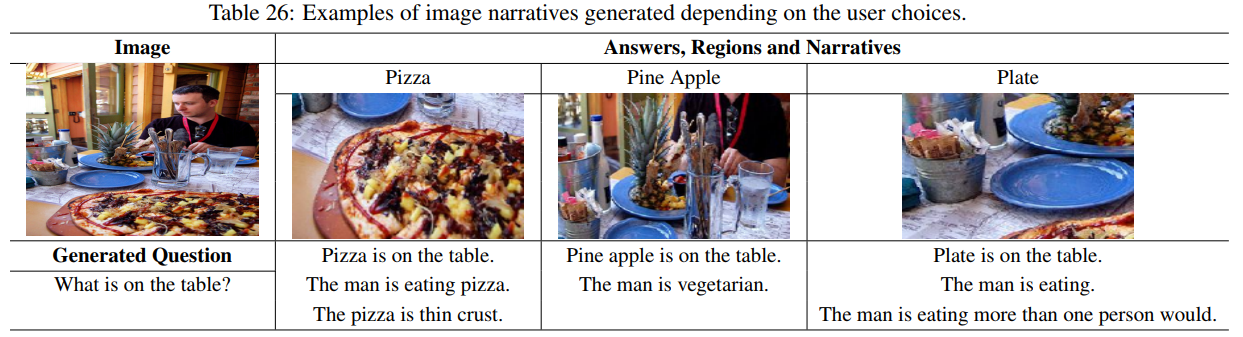 Table 26: Examples of image narratives generated depending on the user choices.
Image
Answers, Regions and Narratives
Pizza
Pine Apple
Plate
Generated Question
What is on the table?
Pizza is on the table.
The man is eating pizza.
The pizza is thin crust.
Pine apple is on the table.
The man is vegetarian.
Plate is on the table.
The man is eating.
The man is eating more than one person would.